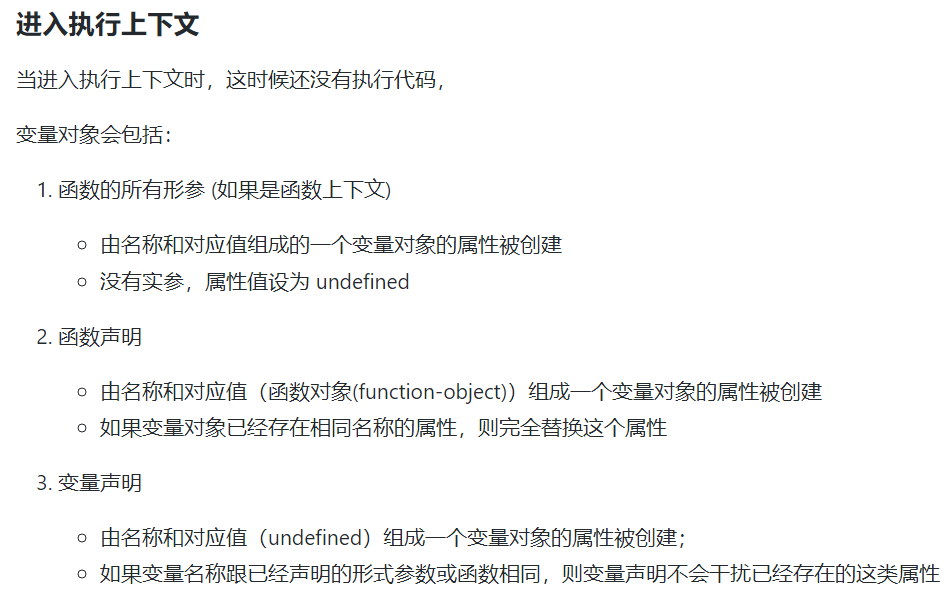 进入执行上下文
当进入执行上下文时，这时候还没有执行代码，
变量对象会包括：
1. 函数的所有形参 (如果是函数上下文)
○ 由名称和对应值组成的一个变量对象的属性被创建
○ 没有实参，属性值设为 undefined
2. 函数声明
○ 由名称和对应值（函数对象(function-object)）组成一个变量对象的属性被创建
○ 如果变量对象已经存在相同名称的属性，则完全替换这个属性
3. 变量声明
○ 由名称和对应值（undefined）组成一个变量对象的属性被创建；
○ 如果变量名称跟已经声明的形式参数或函数相同，则变量声明不会干扰已经存在的这类属性